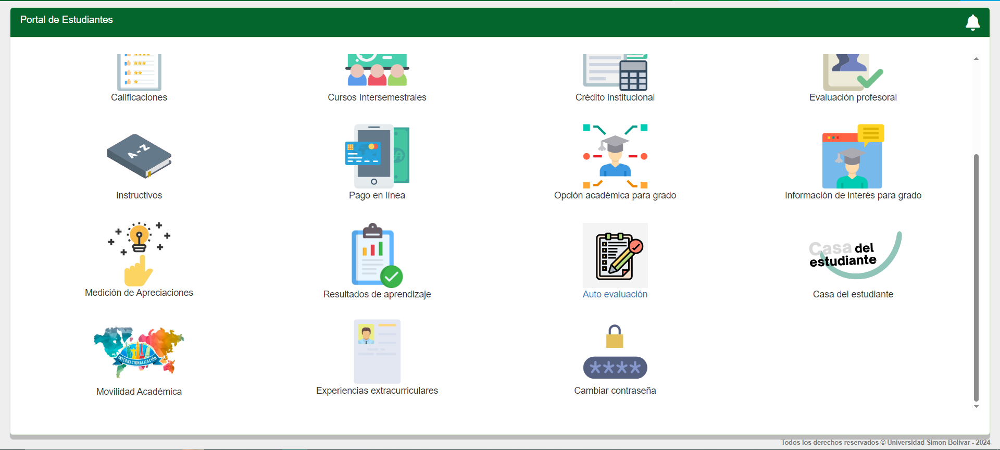 Portal de Estudiantes
Calificaciones
Cursos Intersemestrales
Crédito institucional
Evaluación profesoral
A-Z
Instructivos
Pago en línea
Opción académica para grado
Información de interés para grado
Medición de Apreciaciones
Resultados de aprendizaje
Auto evaluación
Casa del
estudiante
Casa del estudiante
INTERNACIONALIZACIÓN
Movilidad Académica
Experiencias extracurriculares
****
Cambiar contraseña
Todos los derechos reservados © Universidad Simon Bolívar - 2024